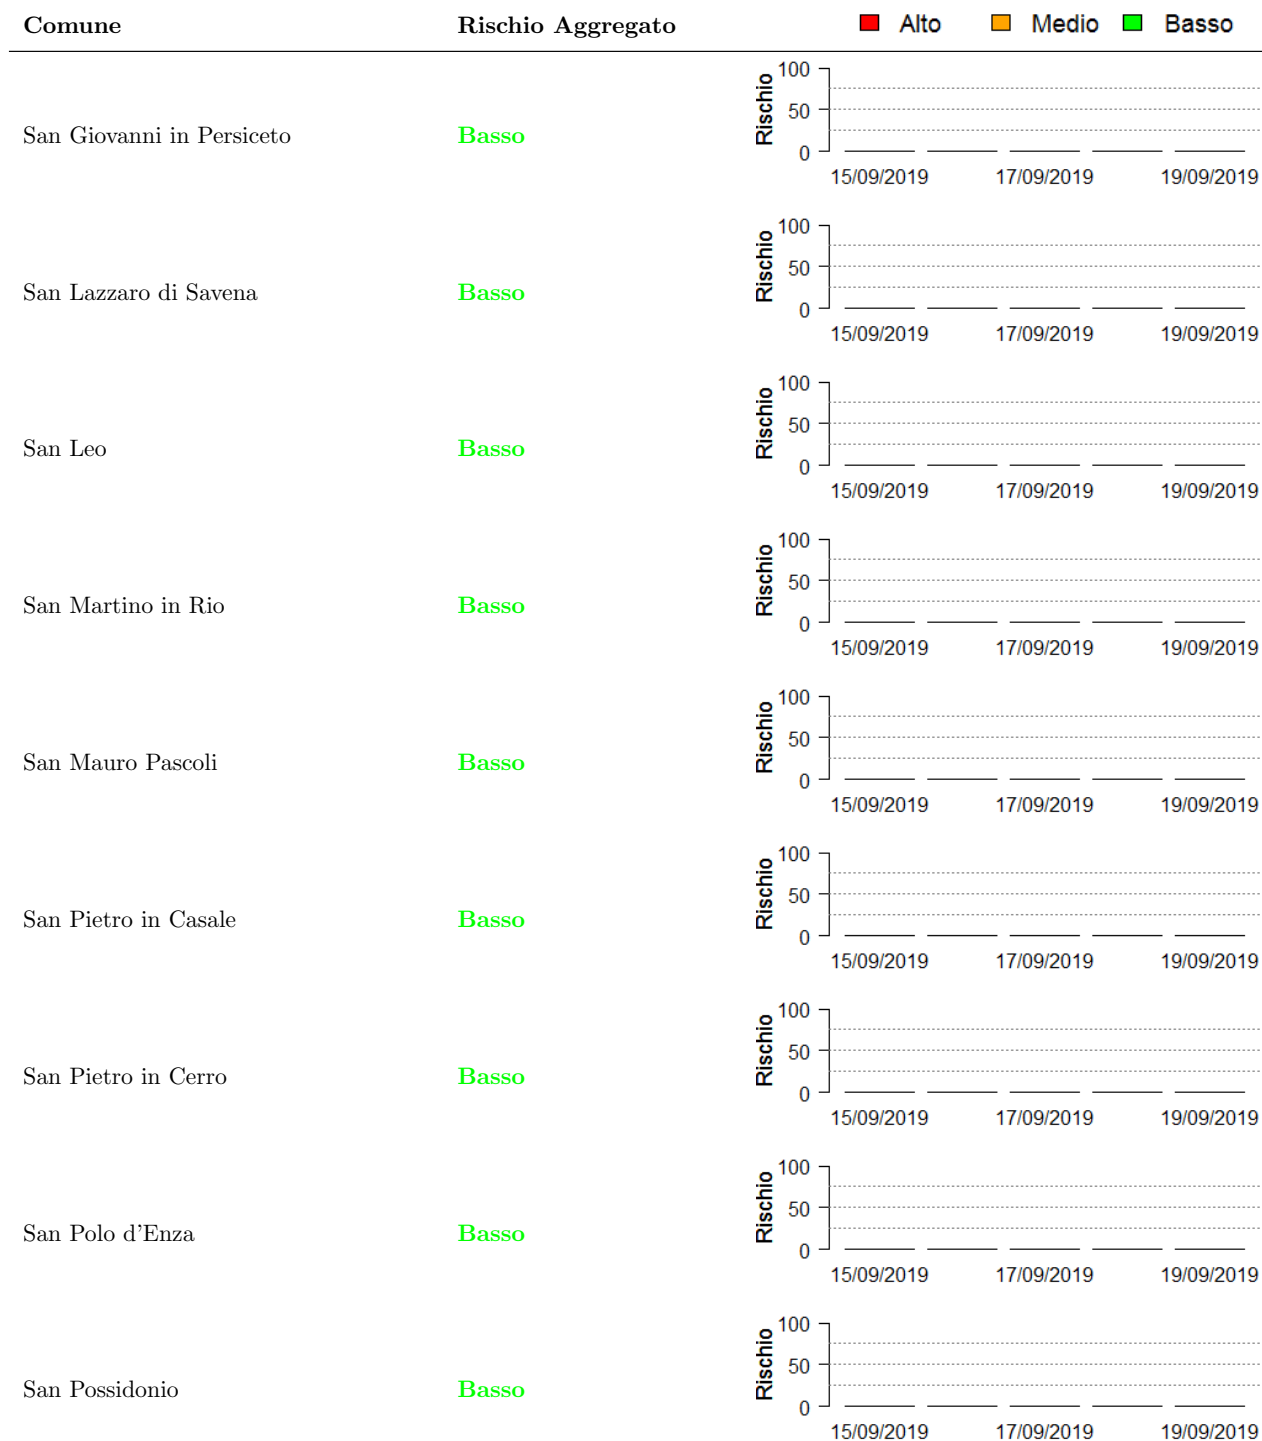 Comune Rischio Aggregato Alto Medio Basso
San Giovanni in Persiceto Basso Rischio 100 50 0
15/09/2019 17/09/2019 19/09/2019
San Lazzaro di Savena Basso Rischio 100 50 0
15/09/2019 17/09/2019 19/09/2019
San Leo Basso Rischio 100 50 0
15/09/2019 17/09/2019 19/09/2019
San Martino in Rio Basso Rischio 100 50 0
15/09/2019 17/09/2019 19/09/2019
San Mauro Pascoli Basso Rischio 100 50 0
15/09/2019 17/09/2019 19/09/2019
San Pietro in Casale Basso Rischio 100 50 0
15/09/2019 17/09/2019 19/09/2019
San Pietro in Cerro Basso Rischio 100 50 0
15/09/2019 17/09/2019 19/09/2019
San Polo d'Enza Basso Rischio 100 50 0
15/09/2019 17/09/2019 19/09/2019
San Possidonio Basso Rischio 100 50 0
15/09/2019 17/09/2019 19/09/2019